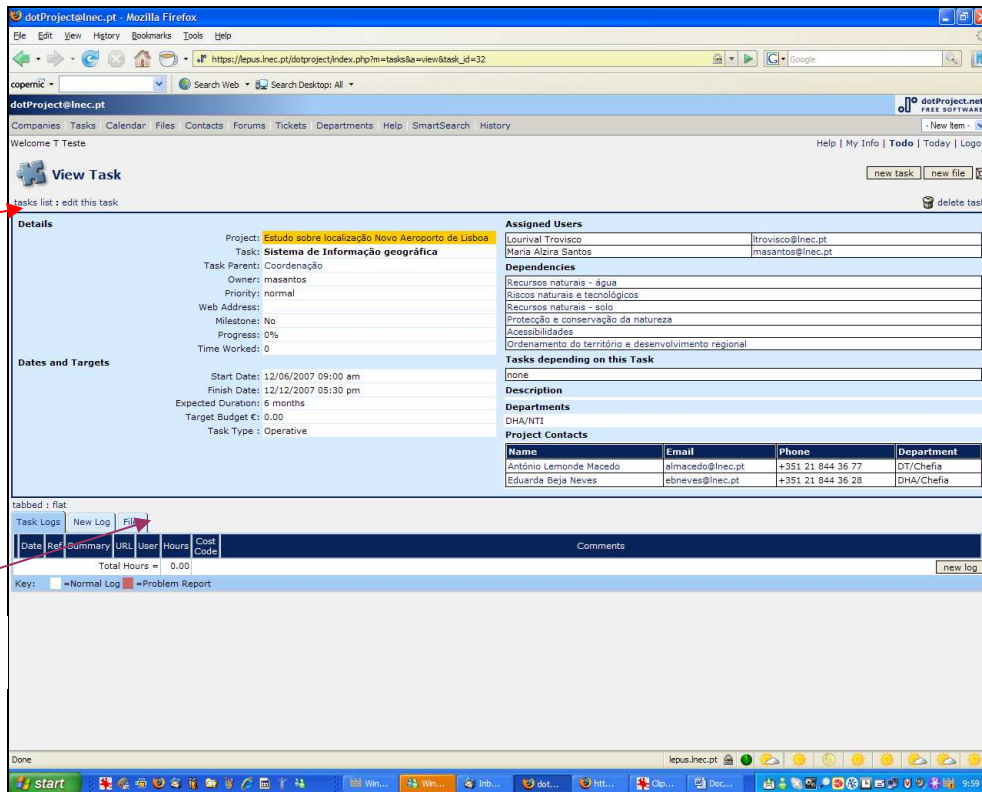 dotProject@lnec.pt - Mozilla Firefox
File Edit View History Bookmarks Tools Help
https://lepus.lnec.pt/dotproject/index.php?m=tasks&a=view&task_id=32
Google
copernic Search Web Search Desktop: All
dotProject@lnec.pt
dotProject.net
FREE SOFTWARE
Companies Tasks Calendar Files Contacts Forums Tickets Departments Help SmartSearch History - New Item -
Welcome T Teste Help | My Info | Todo | Today | Logo
View Task new task new file
tasks list : edit this task delete task
Details
Project: Estudo sobre localização Novo Aeroporto de Lisboa
Task: Sistema de Informação geográfica
Task Parent: Coordenação
Owner: masantos
Priority: normal
Web Address:
Milestone: No
Progress: 0%
Time Worked: 0
Dates and Targets
Start Date: 12/06/2007 09:00 am
Finish Date: 12/12/2007 05:30 pm
Expected Duration: 6 months
Target Budget €: 0.00
Task Type : Operative
Assigned Users
Lourival Trovisco ltrovisco@lnec.pt
Maria Alzira Santos masantos@lnec.pt
Dependencies
Recursos naturais - água
Riscos naturais e tecnológicos
Recursos naturais - solo
Protecção e conservação da natureza
Acessibilidades
Ordenamento do território e desenvolvimento regional
Tasks depending on this Task
none
Description
Departments
DHA/NTI
Project Contacts
Name Email Phone Department
António Lemonde Macedo almacedo@lnec.pt +351 21 844 36 77 DT/Chefia
Eduarda Beja Neves ebneves@lnec.pt +351 21 844 36 28 DHA/Chefia
tabbed : flat
Task Logs New Log Files
Date Ref Summary URL User Hours Cost Code Comments
Total Hours = 0.00 new log
Key: =Normal Log =Problem Report
Done lepus.lnec.pt
start Win... Win... Inb... dot... htt... Clip... Doc... 9:59